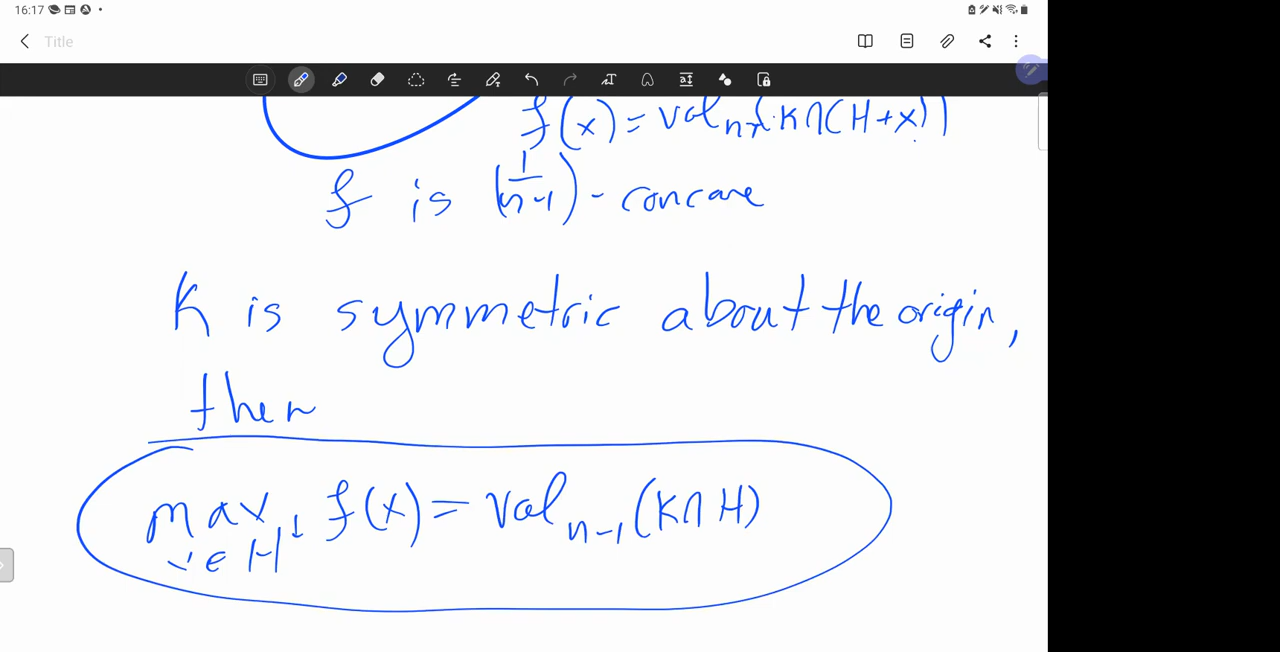 16:17
Title
f(x) = vol_{n-1}(K∩(H+x))
f is (1/(n-1)) - concave
K is symmetric about the origin,
then
max_{x∈H^⊥} f(x) = vol_{n-1}(K∩H)